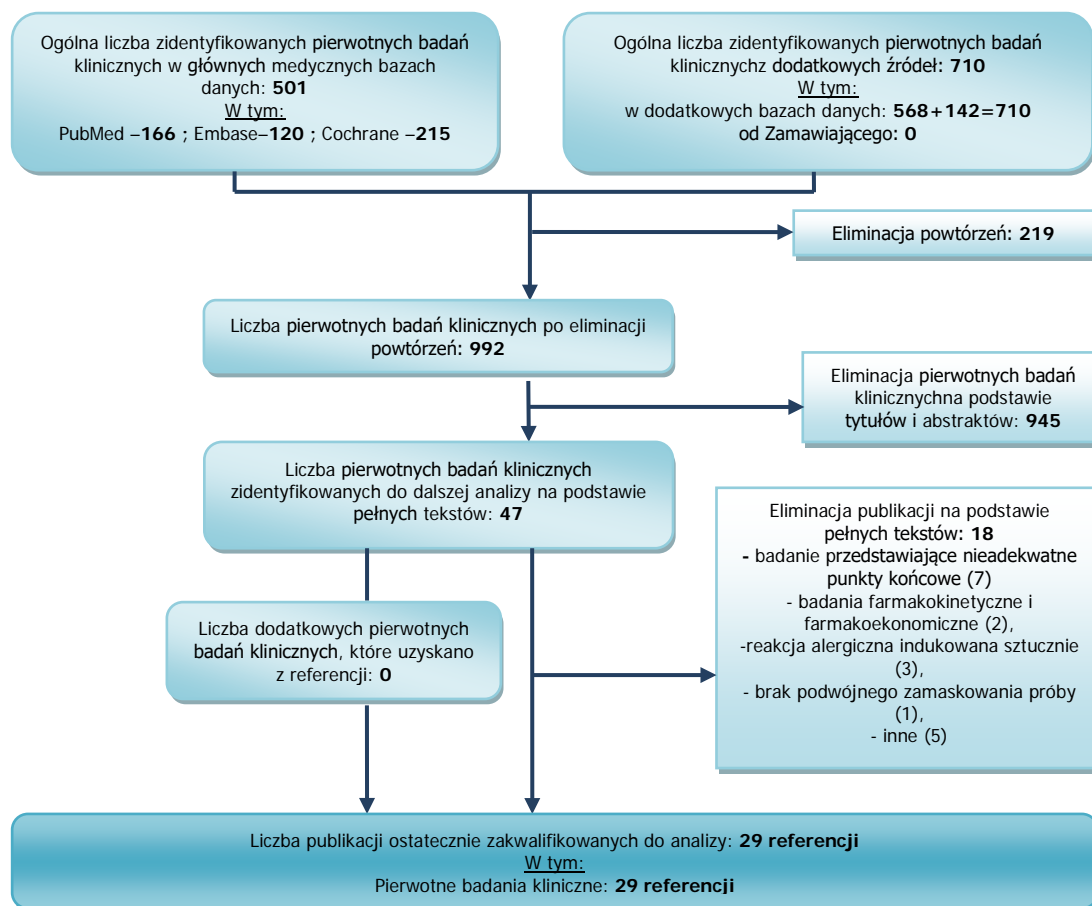 Ogólna liczba zidentyfikowanych pierwotnych badań
klinicznych w głównych medycznych bazach
danych: 501
W tym:
PubMed –166 ; Embase–120 ; Cochrane –215
Ogólna liczba zidentyfikowanych pierwotnych badań
klinicznychz dodatkowych źródeł: 710
W tym:
w dodatkowych bazach danych: 568+142=710
od Zamawiającego: 0
Eliminacja powtórzeń: 219
Liczba pierwotnych badań klinicznych po eliminacji
powtórzeń: 992
Eliminacja pierwotnych badań
klinicznychna podstawie
tytułów i abstraktów: 945
Liczba pierwotnych badań klinicznych
zidentyfikowanych do dalszej analizy na podstawie
pełnych tekstów: 47
Eliminacja publikacji na podstawie
pełnych tekstów: 18
- badanie przedstawiające nieadekwatne
punkty końcowe (7)
- badania farmakokinetyczne i
farmakoekonomiczne (2),
-reakcja alergiczna indukowana sztucznie
(3),
- brak podwójnego zamaskowania próby
(1),
- inne (5)
Liczba dodatkowych pierwotnych
badań klinicznych, które uzyskano
z referencji: 0
Liczba publikacji ostatecznie zakwalifikowanych do analizy: 29 referencji
W tym:
Pierwotne badania kliniczne: 29 referencji